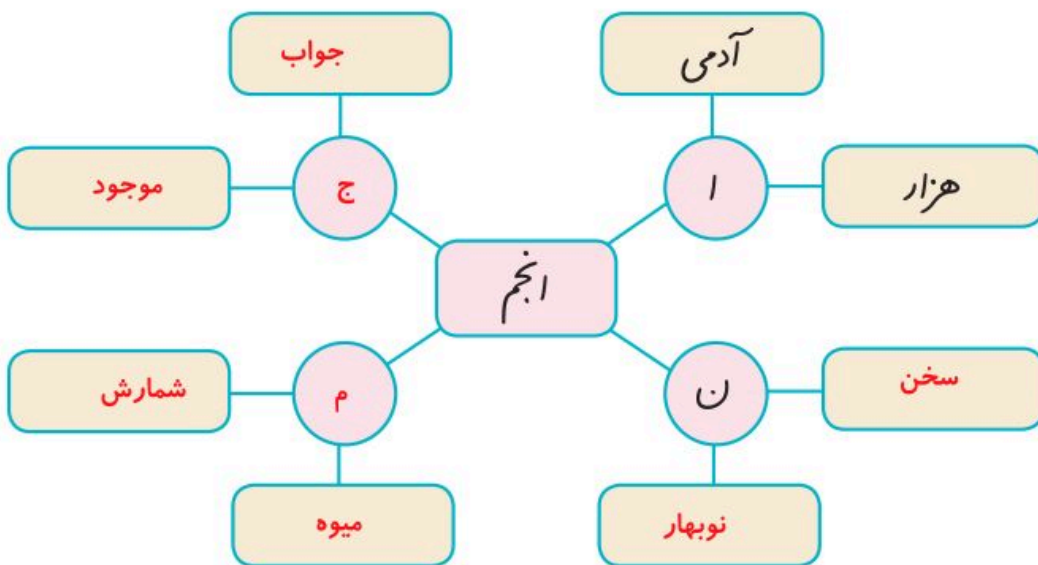 آدمی
جواب
هزار
ا
ج
موجود
انجم
سخن
ن
م
شمارش
نوبهار
میوه